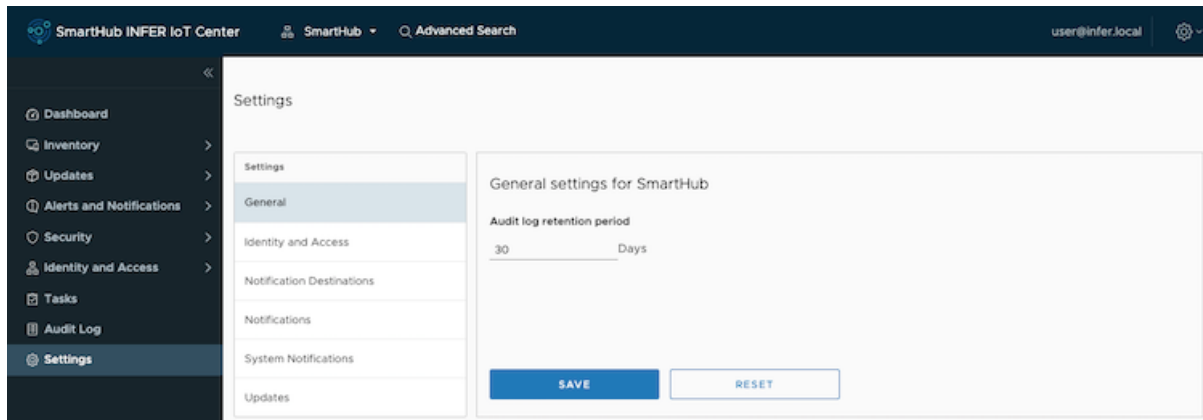 SmartHub INFER IoT Center
SmartHub
Advanced Search
user@infer.local
Dashboard
Inventory
Updates
Alerts and Notifications
Security
Identity and Access
Tasks
Audit Log
Settings
Settings
Settings
General
Identity and Access
Notification Destinations
Notifications
System Notifications
Updates
General settings for SmartHub
Audit log retention period
30 Days
SAVE
RESET